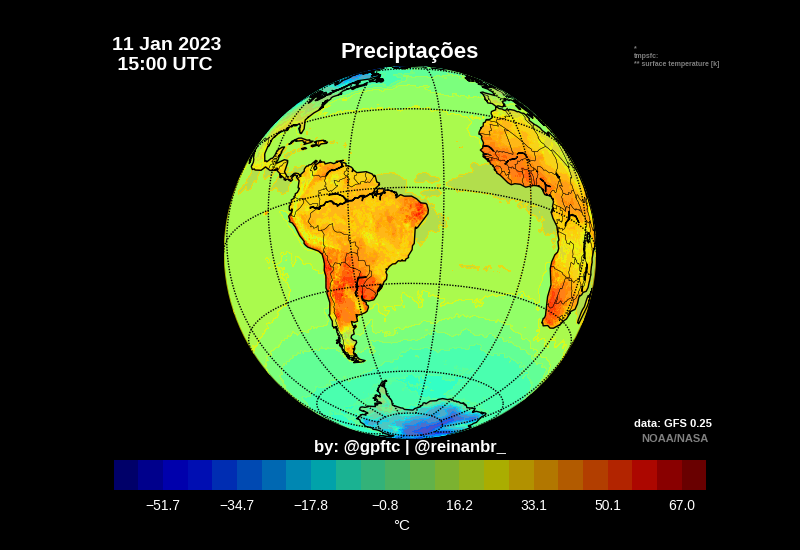 11 Jan 2023
15:00 UTC
Preciptações
*
tmpsfc:
** surface temperature [k]
data: GFS 0.25
NOAA/NASA
by: @gpftc | @reinanbr_
−51.7 −34.7 −17.8 −0.8 16.2 33.1 50.1 67.0
°C